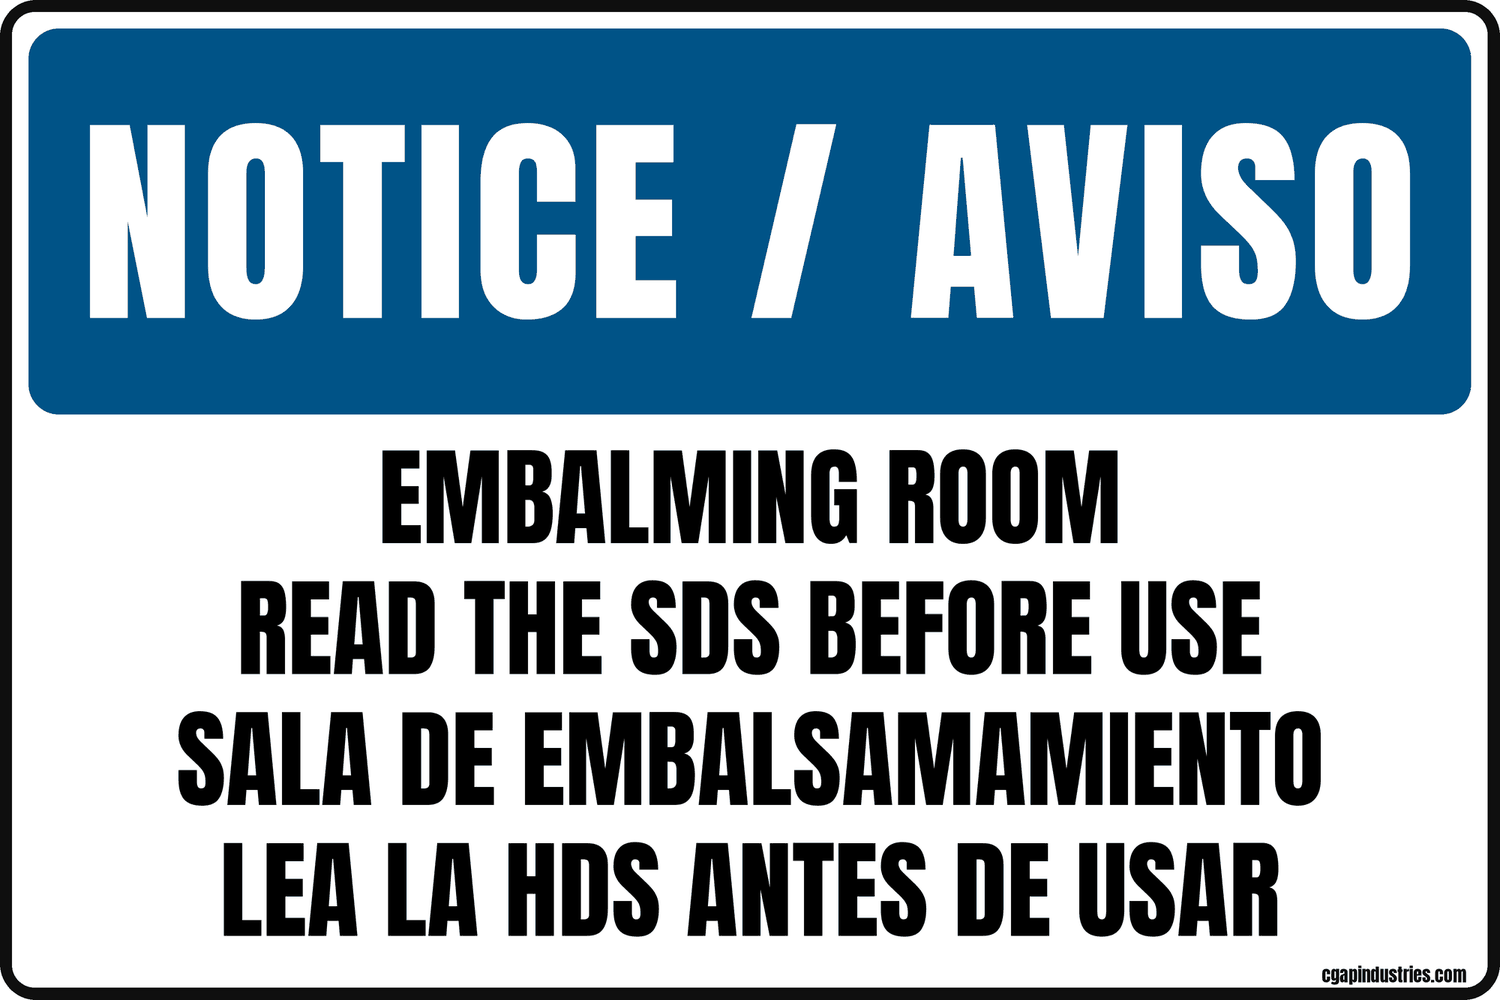 NOTICE / AVISO
EMBALMING ROOM
READ THE SDS BEFORE USE
SALA DE EMBALSAMAMIENTO
LEA LA HDS ANTES DE USAR
cgapindustries.com